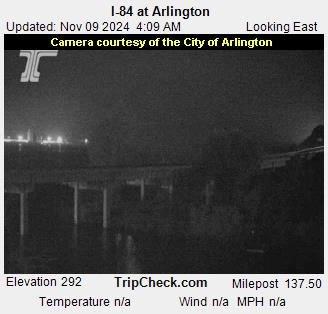 I-84 at Arlington
Updated: Nov 09 2024 4:09 AM Looking East
Camera courtesy of the City of Arlington
Elevation 292 TripCheck.com Milepost 137.50
Temperature n/a Wind n/a MPH n/a